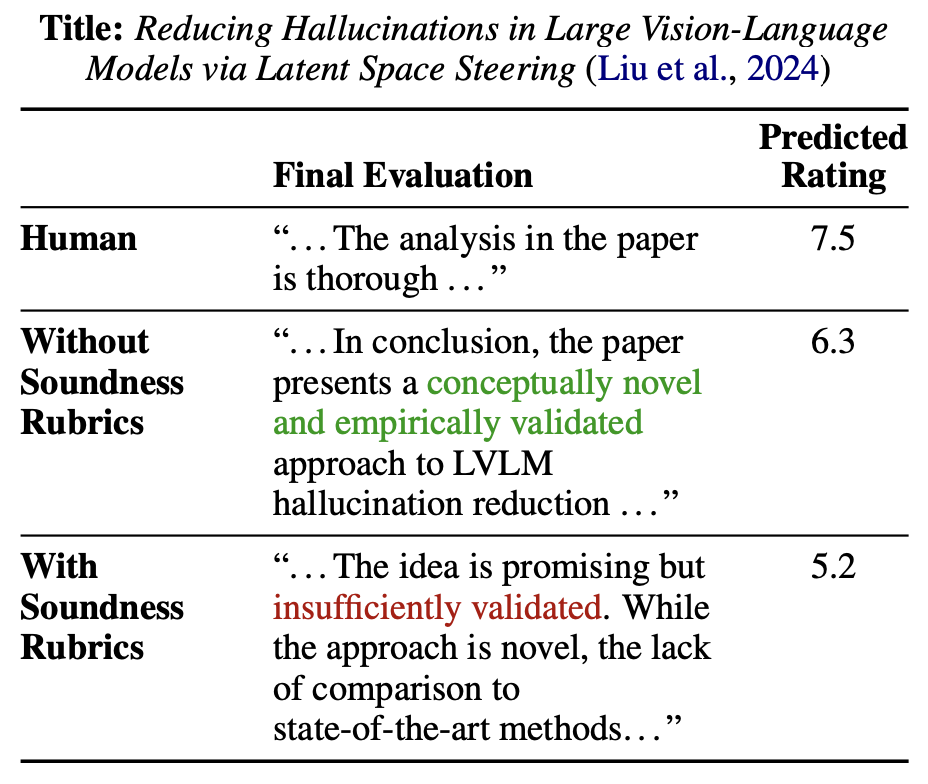 Title: Reducing Hallucinations in Large Vision-Language
Models via Latent Space Steering (Liu et al., 2024)
Final Evaluation
Predicted
Rating
Human
“…The analysis in the paper
is thorough …”
7.5
Without
Soundness
Rubrics
“…In conclusion, the paper
presents a conceptually novel
and empirically validated
approach to LVLM
hallucination reduction …”
6.3
With
Soundness
Rubrics
“…The idea is promising but
insufficiently validated. While
the approach is novel, the lack
of comparison to
state-of-the-art methods…”
5.2